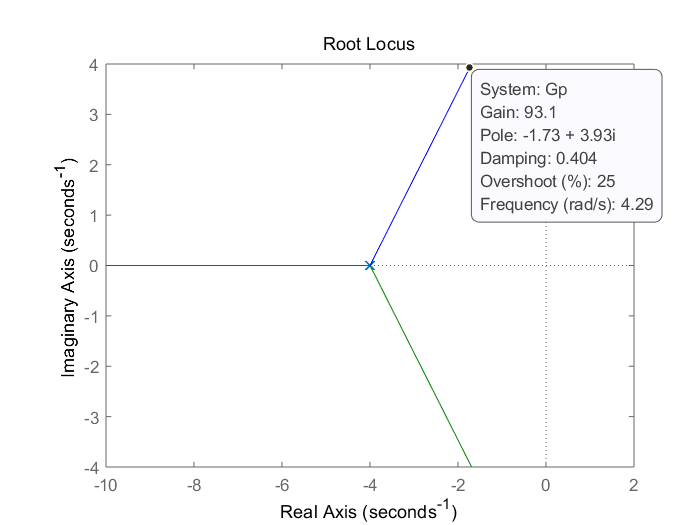 Root Locus
System: Gp
Gain: 93.1
Pole: -1.73 + 3.93i
Damping: 0.404
Overshoot (%): 25
Frequency (rad/s): 4.29
4
3
2
1
0
-1
-2
-3
-4
Imaginary Axis (seconds-1)
-10 -8 -6 -4 -2 0 2
Real Axis (seconds-1)